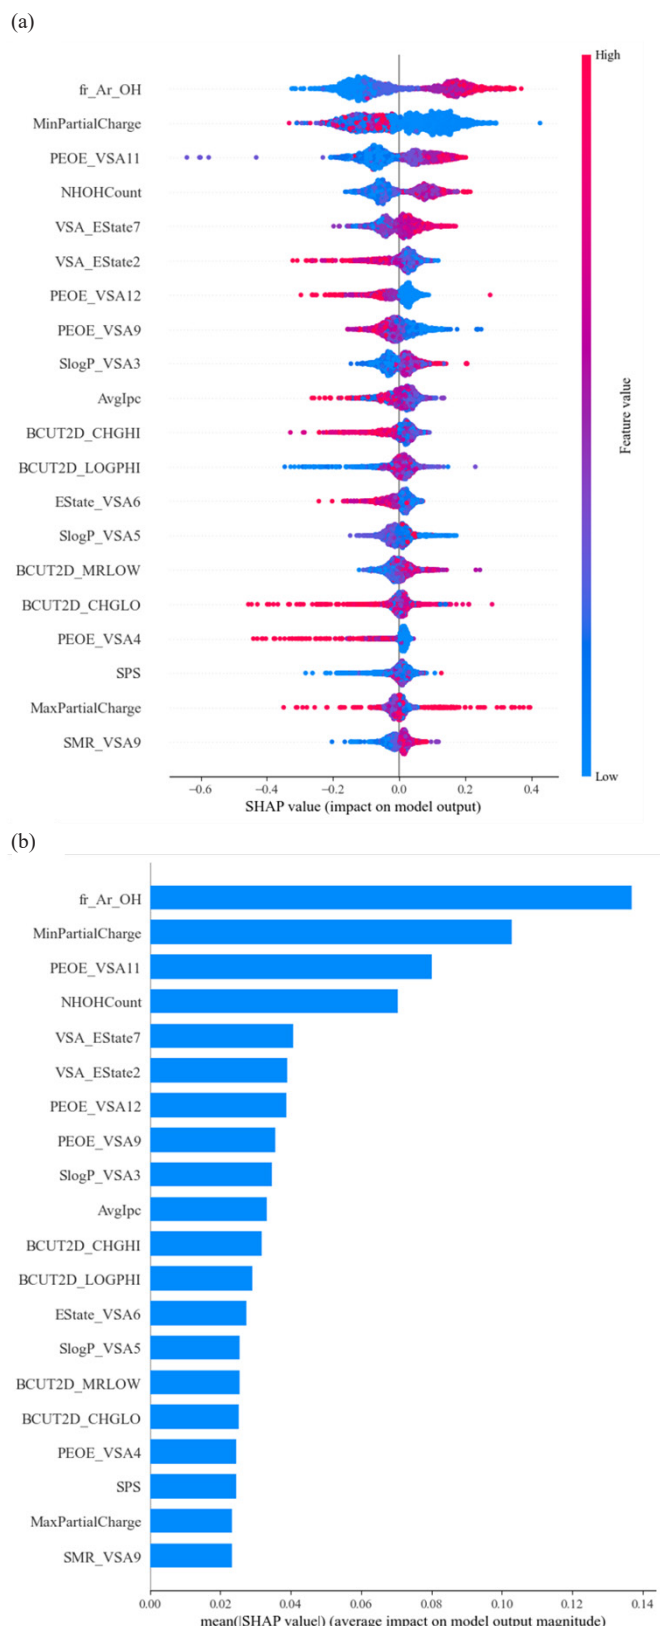 (a)
High
fr_Ar_OH
MinPartialCharge
PEOE_VSA11
NHOHCount
VSA_EState7
VSA_EState2
PEOE_VSA12
PEOE_VSA9
SlogP_VSA3
AvgIpc
BCUT2D_CHGHI
BCUT2D_LOGPHI
EState_VSA6
SlogP_VSA5
BCUT2D_MRLOW
BCUT2D_CHGLO
PEOE_VSA4
SPS
MaxPartialCharge
SMR_VSA9
Feature value
Low
−0.6 −0.4 −0.2 0.0 0.2 0.4
SHAP value (impact on model output)
(b)
fr_Ar_OH
MinPartialCharge
PEOE_VSA11
NHOHCount
VSA_EState7
VSA_EState2
PEOE_VSA12
PEOE_VSA9
SlogP_VSA3
AvgIpc
BCUT2D_CHGHI
BCUT2D_LOGPHI
EState_VSA6
SlogP_VSA5
BCUT2D_MRLOW
BCUT2D_CHGLO
PEOE_VSA4
SPS
MaxPartialCharge
SMR_VSA9
0.00 0.02 0.04 0.06 0.08 0.10 0.12 0.14
mean(|SHAP value|) (average impact on model output magnitude)